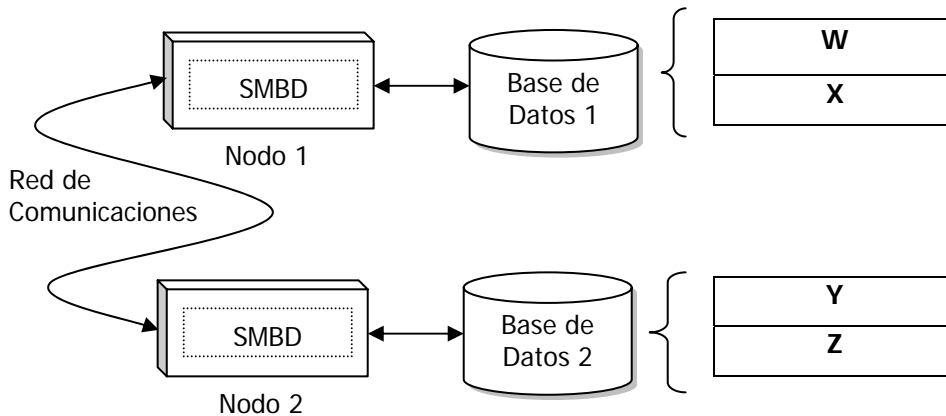 SMBD
Base de
Datos 1
W
X
Nodo 1
Red de
Comunicaciones
SMBD
Base de
Datos 2
Y
Z
Nodo 2